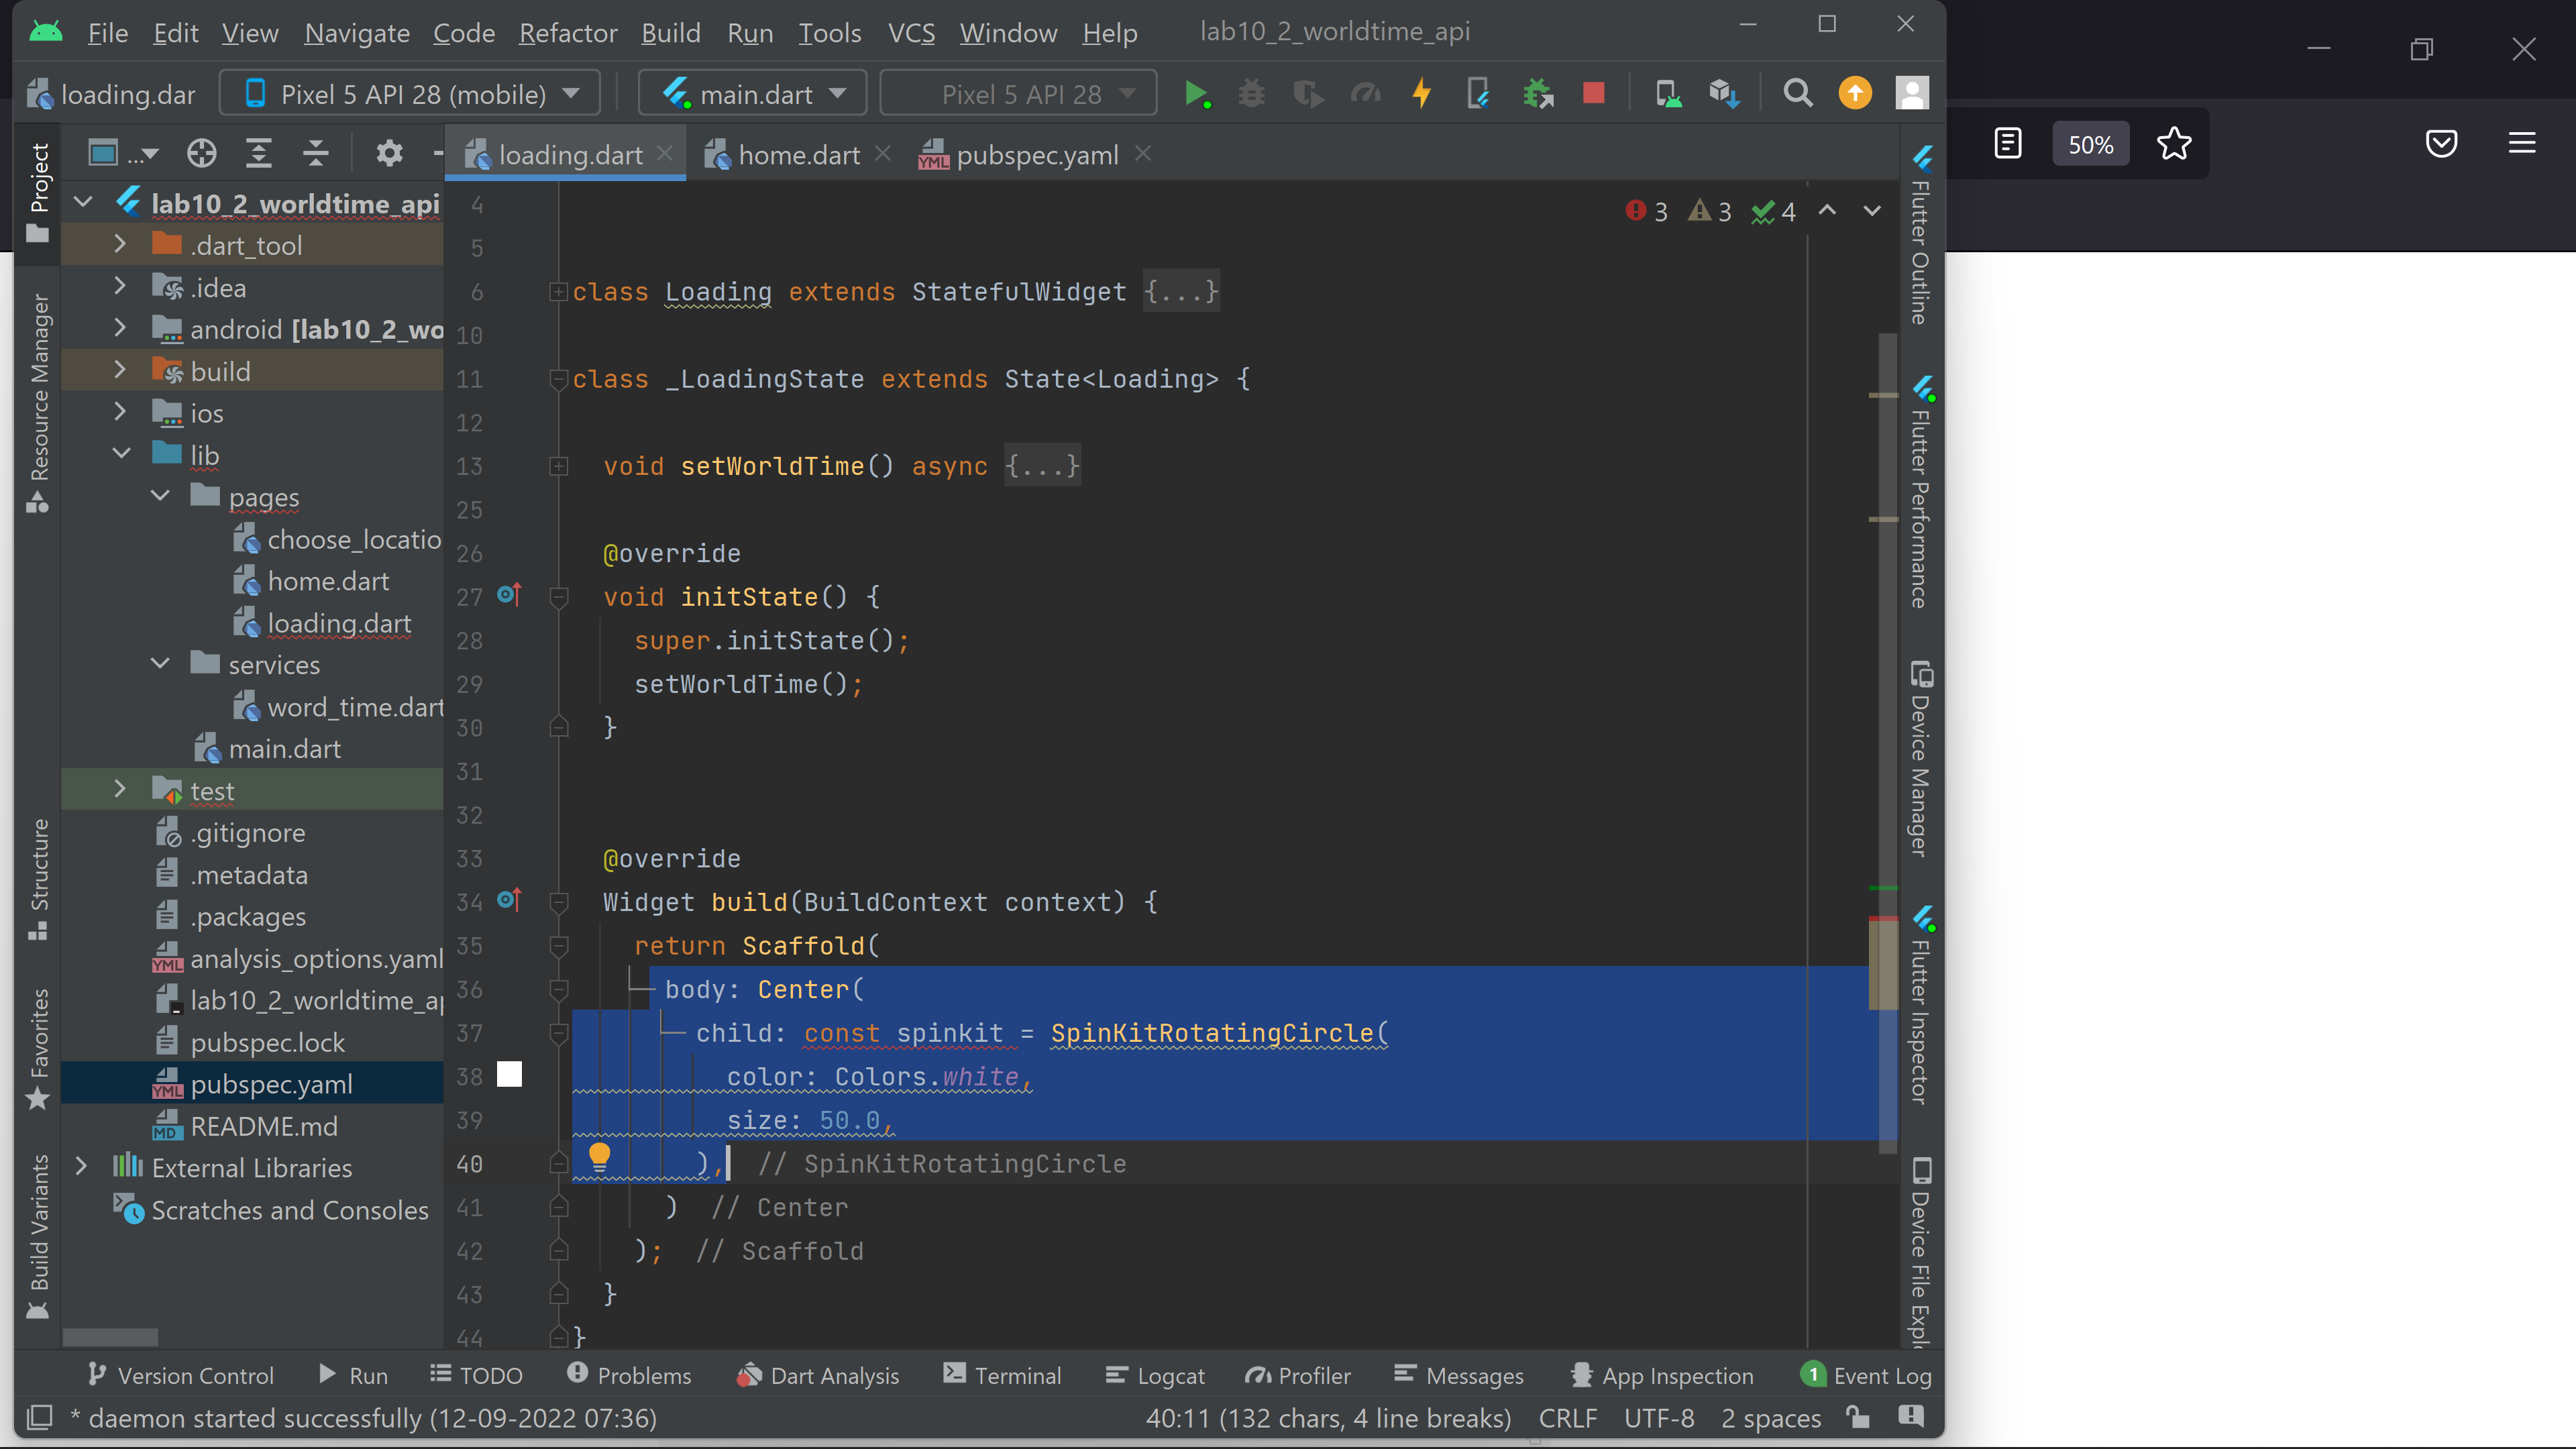 File Edit View Navigate Code Refactor Build Run Tools VCS Window Help lab10_2_worldtime_api
loading.dar Pixel 5 API 28 (mobile) main.dart Pixel 5 API 28
50%
... loading.dart home.dart pubspec.yaml
Project
Resource Manager
Structure
Favorites
Build Variants
lab10_2_worldtime_api
.dart_tool
.idea
android [lab10_2_wo
build
ios
lib
pages
choose_locatio
home.dart
loading.dart
services
word_time.dart
main.dart
test
.gitignore
.metadata
.packages
analysis_options.yaml
lab10_2_worldtime_ap
pubspec.lock
pubspec.yaml
README.md
External Libraries
Scratches and Consoles
3 3 4
4
5
6 class Loading extends StatefulWidget {...}
10
11 class _LoadingState extends State<Loading> {
12
13 void setWorldTime() async {...}
25
26 @override
27 void initState() {
28 super.initState();
29 setWorldTime();
30 }
31
32
33 @override
34 Widget build(BuildContext context) {
35 return Scaffold(
36 body: Center(
37 child: const spinkit = SpinKitRotatingCircle(
38 color: Colors.white,
39 size: 50.0,
40 ), // SpinKitRotatingCircle
41 ) // Center
42 ); // Scaffold
43 }
44 }
Flutter Outline
Flutter Performance
Device Manager
Flutter Inspector
Device File Explo
Version Control Run TODO Problems Dart Analysis Terminal Logcat Profiler Messages App Inspection 1 Event Log
* daemon started successfully (12-09-2022 07:36) 40:11 (132 chars, 4 line breaks) CRLF UTF-8 2 spaces